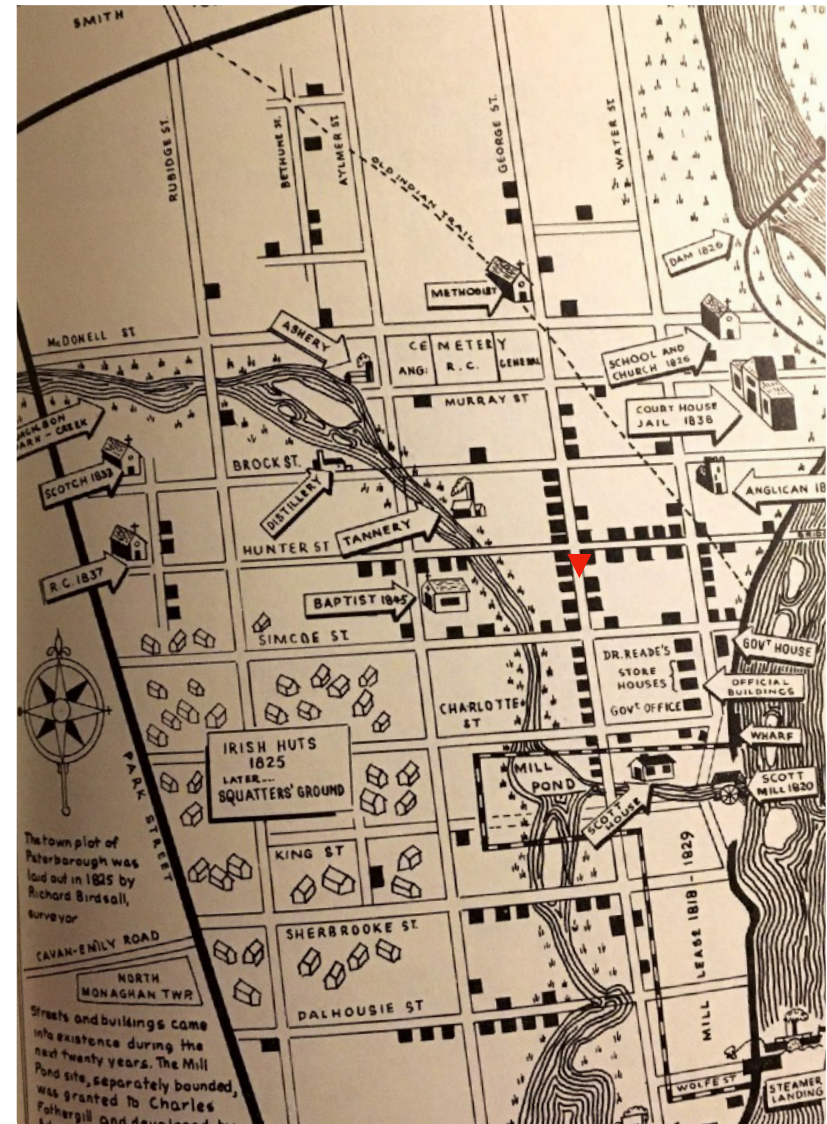 SMITH
RUBIDGE ST.
BETHUNE ST.
AYLMER ST.
GEORGE ST.
WATER ST.
OLD INDIAN TRAIL
DAM 1826
METHODIST
McDONELL ST.
ASHERY
CEMETERY
ANG:
R.C.
GENERAL
SCHOOL AND
CHURCH 1826
MURRAY ST
COURT HOUSE
JAIL 1838
CREEK
SCOTCH 1833
BROCK ST.
DISTILLERY
TANNERY
ANGLICAN
HUNTER ST
R.C. 1837
BAPTIST 1845
SIMCOE ST.
GOVT HOUSE
DR. READE'S
STORE
HOUSES
GOVT OFFICE
OFFICIAL
BUILDINGS
CHARLOTTE
ST
WHARF
IRISH HUTS
1825
LATER...
SQUATTERS' GROUND
MILL
POND
SCOTT
HOUSE
SCOTT
MILL 1820
PARK STREET
KING ST
The town plot of
Peterborough was
laid out in 1825 by
Richard Birdsall,
surveyor
SHERBROOKE ST.
MILL LEASE 1818 - 1829
CAVAN-EMILY ROAD
NORTH
MONAGHAN TWP.
DALHOUSIE ST
Streets and buildings came
into existence during the
next twenty years. The Mill
Pond site, separately bounded,
was granted to Charles
Fothergill and developed by
WOLFE ST
STEAMER
LANDING